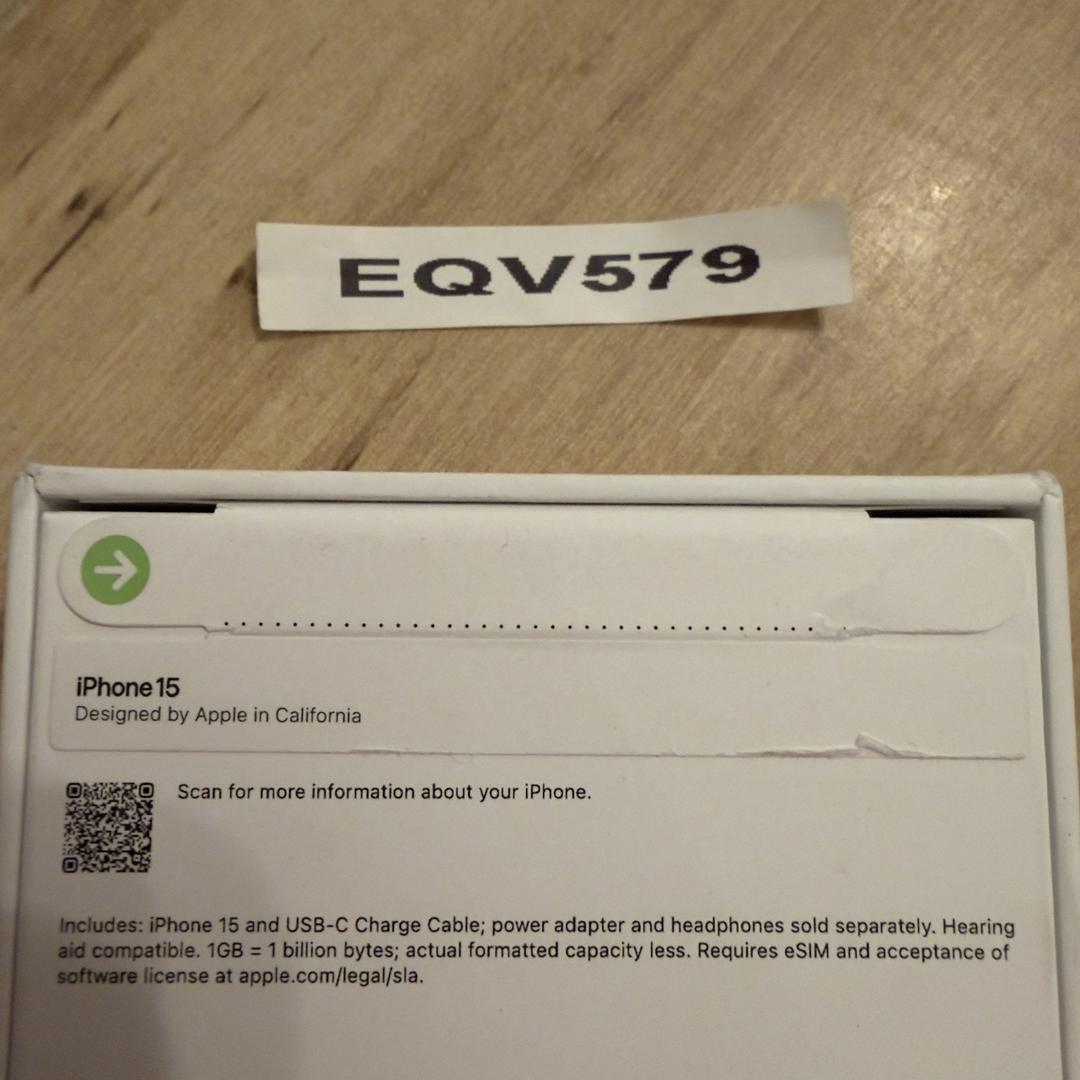 EQV579
iPhone 15
Designed by Apple in California
Scan for more information about your iPhone.
Includes: iPhone 15 and USB-C Charge Cable; power adapter and headphones sold separately. Hearing
aid compatible. 1GB = 1 billion bytes; actual formatted capacity less. Requires eSIM and acceptance of
software license at apple.com/legal/sla.